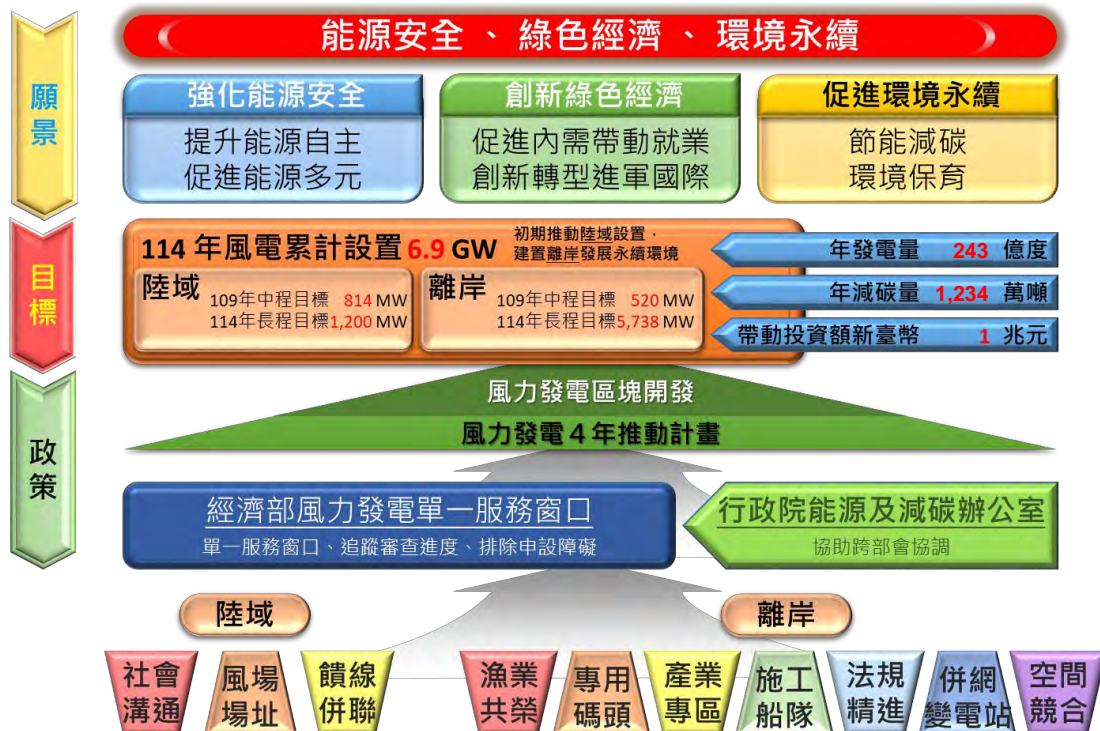 能源安全 、 綠色經濟 、 環境永續
願景
強化能源安全
提升能源自主
促進能源多元
創新綠色經濟
促進內需帶動就業
創新轉型進軍國際
促進環境永續
節能減碳
環境保育
目標
114 年風電累計設置 6.9 GW
初期推動陸域設置，
建置離岸發展永續環境
陸域
109年中程目標 814 MW
114年長程目標1,200 MW
離岸
109年中程目標 520 MW
114年長程目標5,738 MW
年發電量 243 億度
年減碳量 1,234 萬噸
帶動投資額新臺幣 1 兆元
政策
風力發電區塊開發
風力發電４年推動計畫
經濟部風力發電單一服務窗口
單一服務窗口、追蹤審查進度、排除申設障礙
行政院能源及減碳辦公室
協助跨部會協調
陸域
社會
溝通
風場
場址
饋線
併聯
離岸
漁業
共榮
專用
碼頭
產業
專區
施工
船隊
法規
精進
併網
變電站
空間
競合